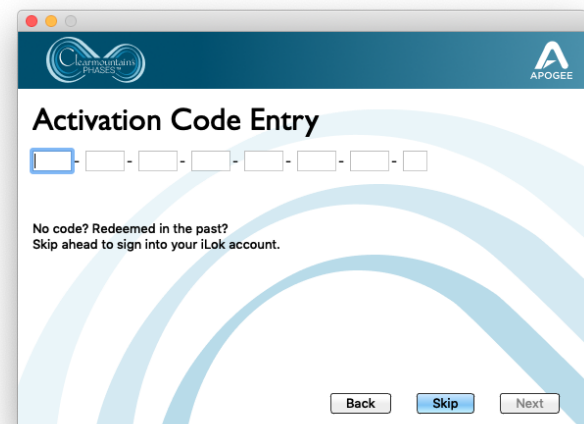 Clearmountain's
PHASES™
APOGEE
Activation Code Entry
- - - - - - -
No code? Redeemed in the past?
Skip ahead to sign into your iLok account.
Back Skip Next